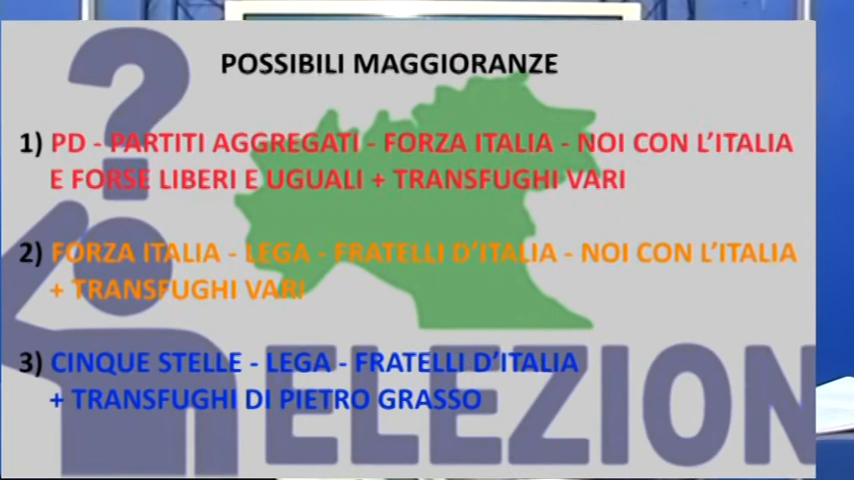 POSSIBILI MAGGIORANZE
1) PD - PARTITI AGGREGATI - FORZA ITALIA - NOI CON L'ITALIA
E FORSE LIBERI E UGUALI + TRANSFUGHI VARI
2) FORZA ITALIA - LEGA - FRATELLI D'ITALIA - NOI CON L'ITALIA
+ TRANSFUGHI VARI
3) CINQUE STELLE - LEGA - FRATELLI D'ITALIA
+ TRANSFUGHI DI PIETRO GRASSO
ELEZION